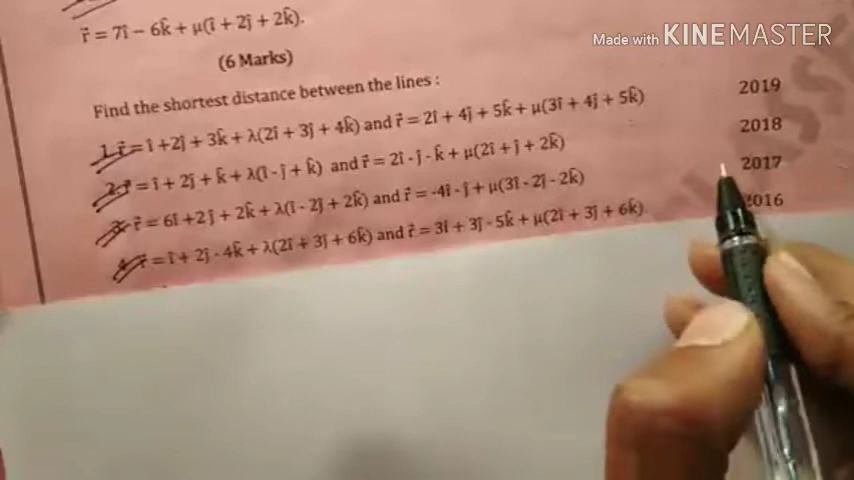 Made with KINEMASTER
r⃗ = 7î − 6k̂ + μ(î + 2ĵ + 2k̂).
(6 Marks)
Find the shortest distance between the lines :
1. r⃗ = î +2ĵ + 3k̂ + λ(2î + 3ĵ + 4k̂) and r⃗ = 2î + 4ĵ + 5k̂ + μ(3î + 4ĵ + 5k̂) 2019
2. r⃗ = î + 2ĵ + k̂ + λ(î - ĵ + k̂) and r⃗ = 2î - ĵ - k̂ + μ(2î + ĵ + 2k̂) 2018
3. r⃗ = 6î +2ĵ + 2k̂ + λ(î - 2ĵ + 2k̂) and r⃗ = -4î - ĵ + μ(3î - 2ĵ - 2k̂) 2017
4. r⃗ = î + 2ĵ - 4k̂ + λ(2î + 3ĵ + 6k̂) and r⃗ = 3î + 3ĵ - 5k̂ + μ(2î + 3ĵ + 6k̂) 2016